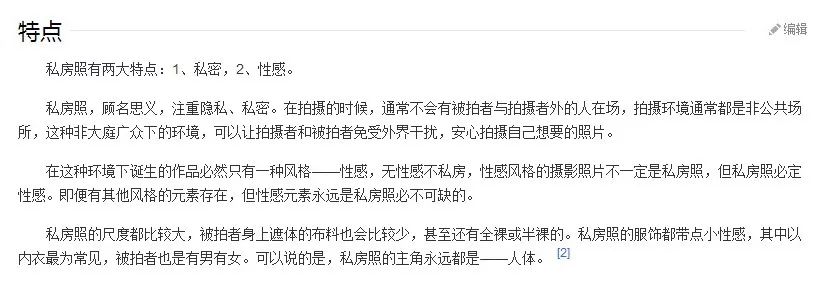 特点
编辑
私房照有两大特点：1、私密，2、性感。
私房照，顾名思义，注重隐私、私密。在拍摄的时候，通常不会有被拍者与拍摄者外的人在场，拍摄环境通常都是非公共场
所，这种非大庭广众下的环境，可以让拍摄者和被拍者免受外界干扰，安心拍摄自己想要的照片。
在这种环境下诞生的作品必然只有一种风格——性感，无性感不私房，性感风格的摄影照片不一定是私房照，但私房照必定
性感。即便有其他风格的元素存在，但性感元素永远是私房照必不可缺的。
私房照的尺度都比较大，被拍者身上遮体的布料也会比较少，甚至还有全裸或半裸的。私房照的服饰都带点小性感，其中以
内衣最为常见，被拍者也是有男有女。可以说的是，私房照的主角永远都是——人体。 [2]